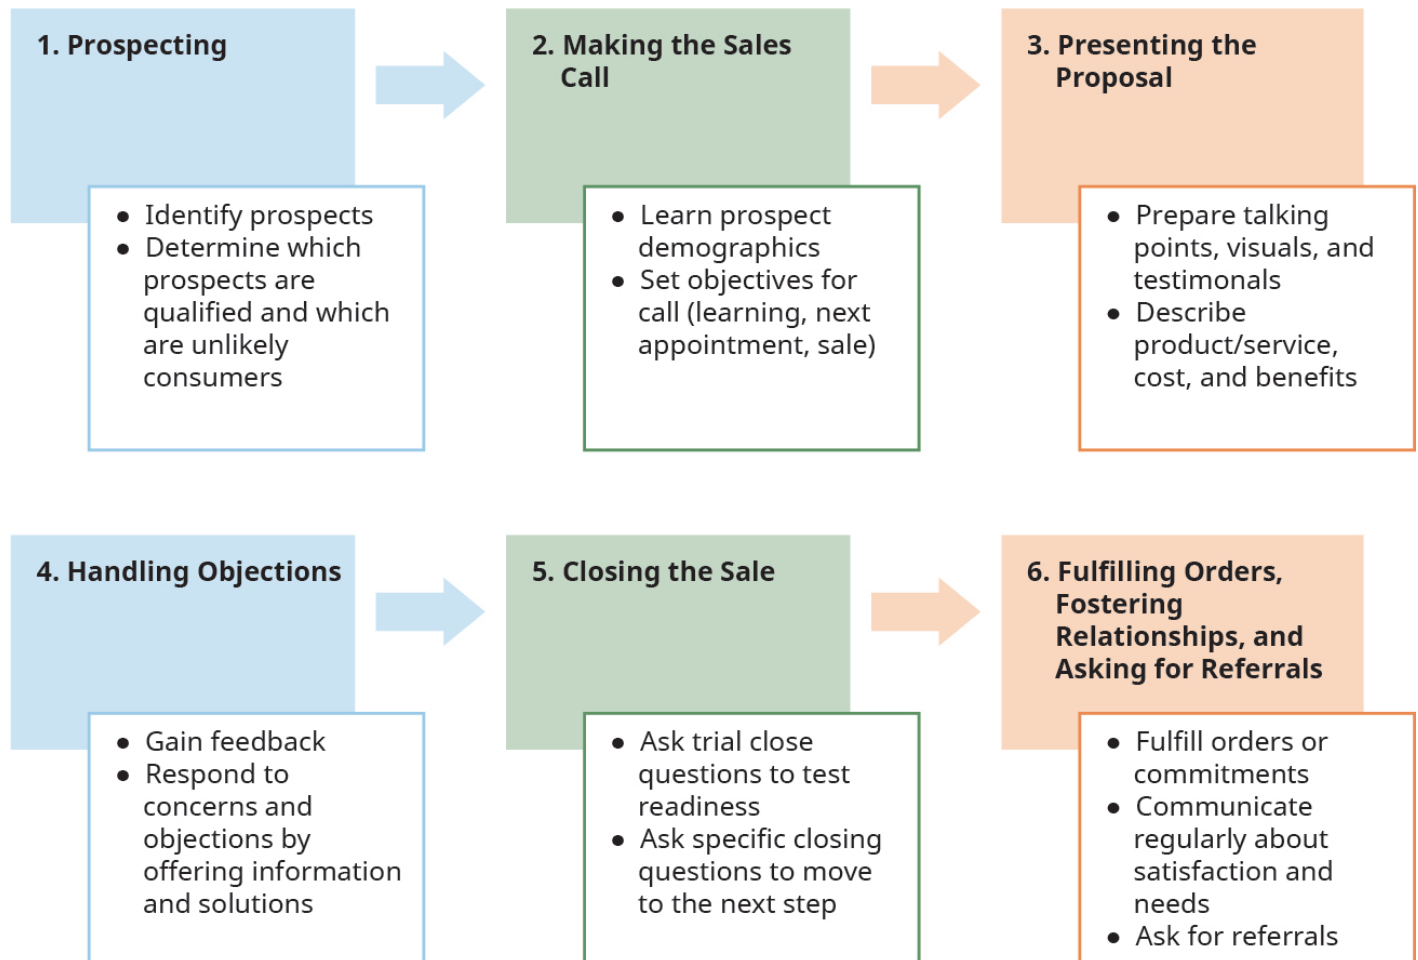 1. Prospecting
● Identify prospects
● Determine which
prospects are
qualified and which
are unlikely
consumers
2. Making the Sales
Call
● Learn prospect
demographics
● Set objectives for
call (learning, next
appointment, sale)
3. Presenting the
Proposal
● Prepare talking
points, visuals, and
testimonals
● Describe
product/service,
cost, and benefits
4. Handling Objections
● Gain feedback
● Respond to
concerns and
objections by
offering information
and solutions
5. Closing the Sale
● Ask trial close
questions to test
readiness
● Ask specific closing
questions to move
to the next step
6. Fulfilling Orders,
Fostering
Relationships, and
Asking for Referrals
● Fulfill orders or
commitments
● Communicate
regularly about
satisfaction and
needs
● Ask for referrals